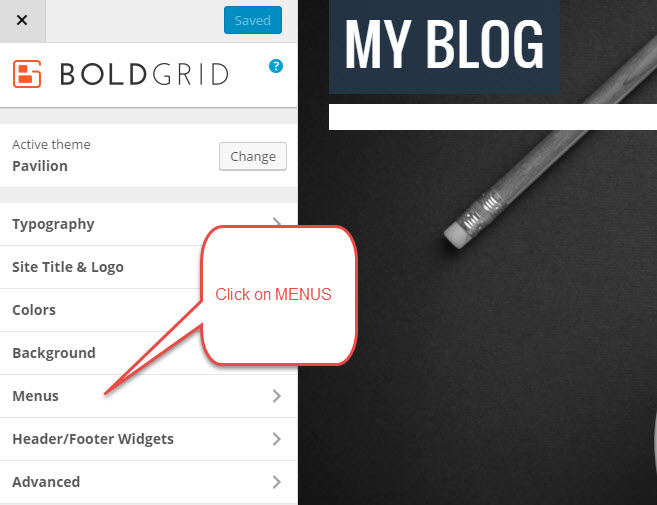 ×
Saved
BOLDGRID
?
Active theme
Pavilion
Change
Typography
Site Title & Logo
Colors
Background
Menus
Header/Footer Widgets
Advanced
Click on MENUS
MY BLOG